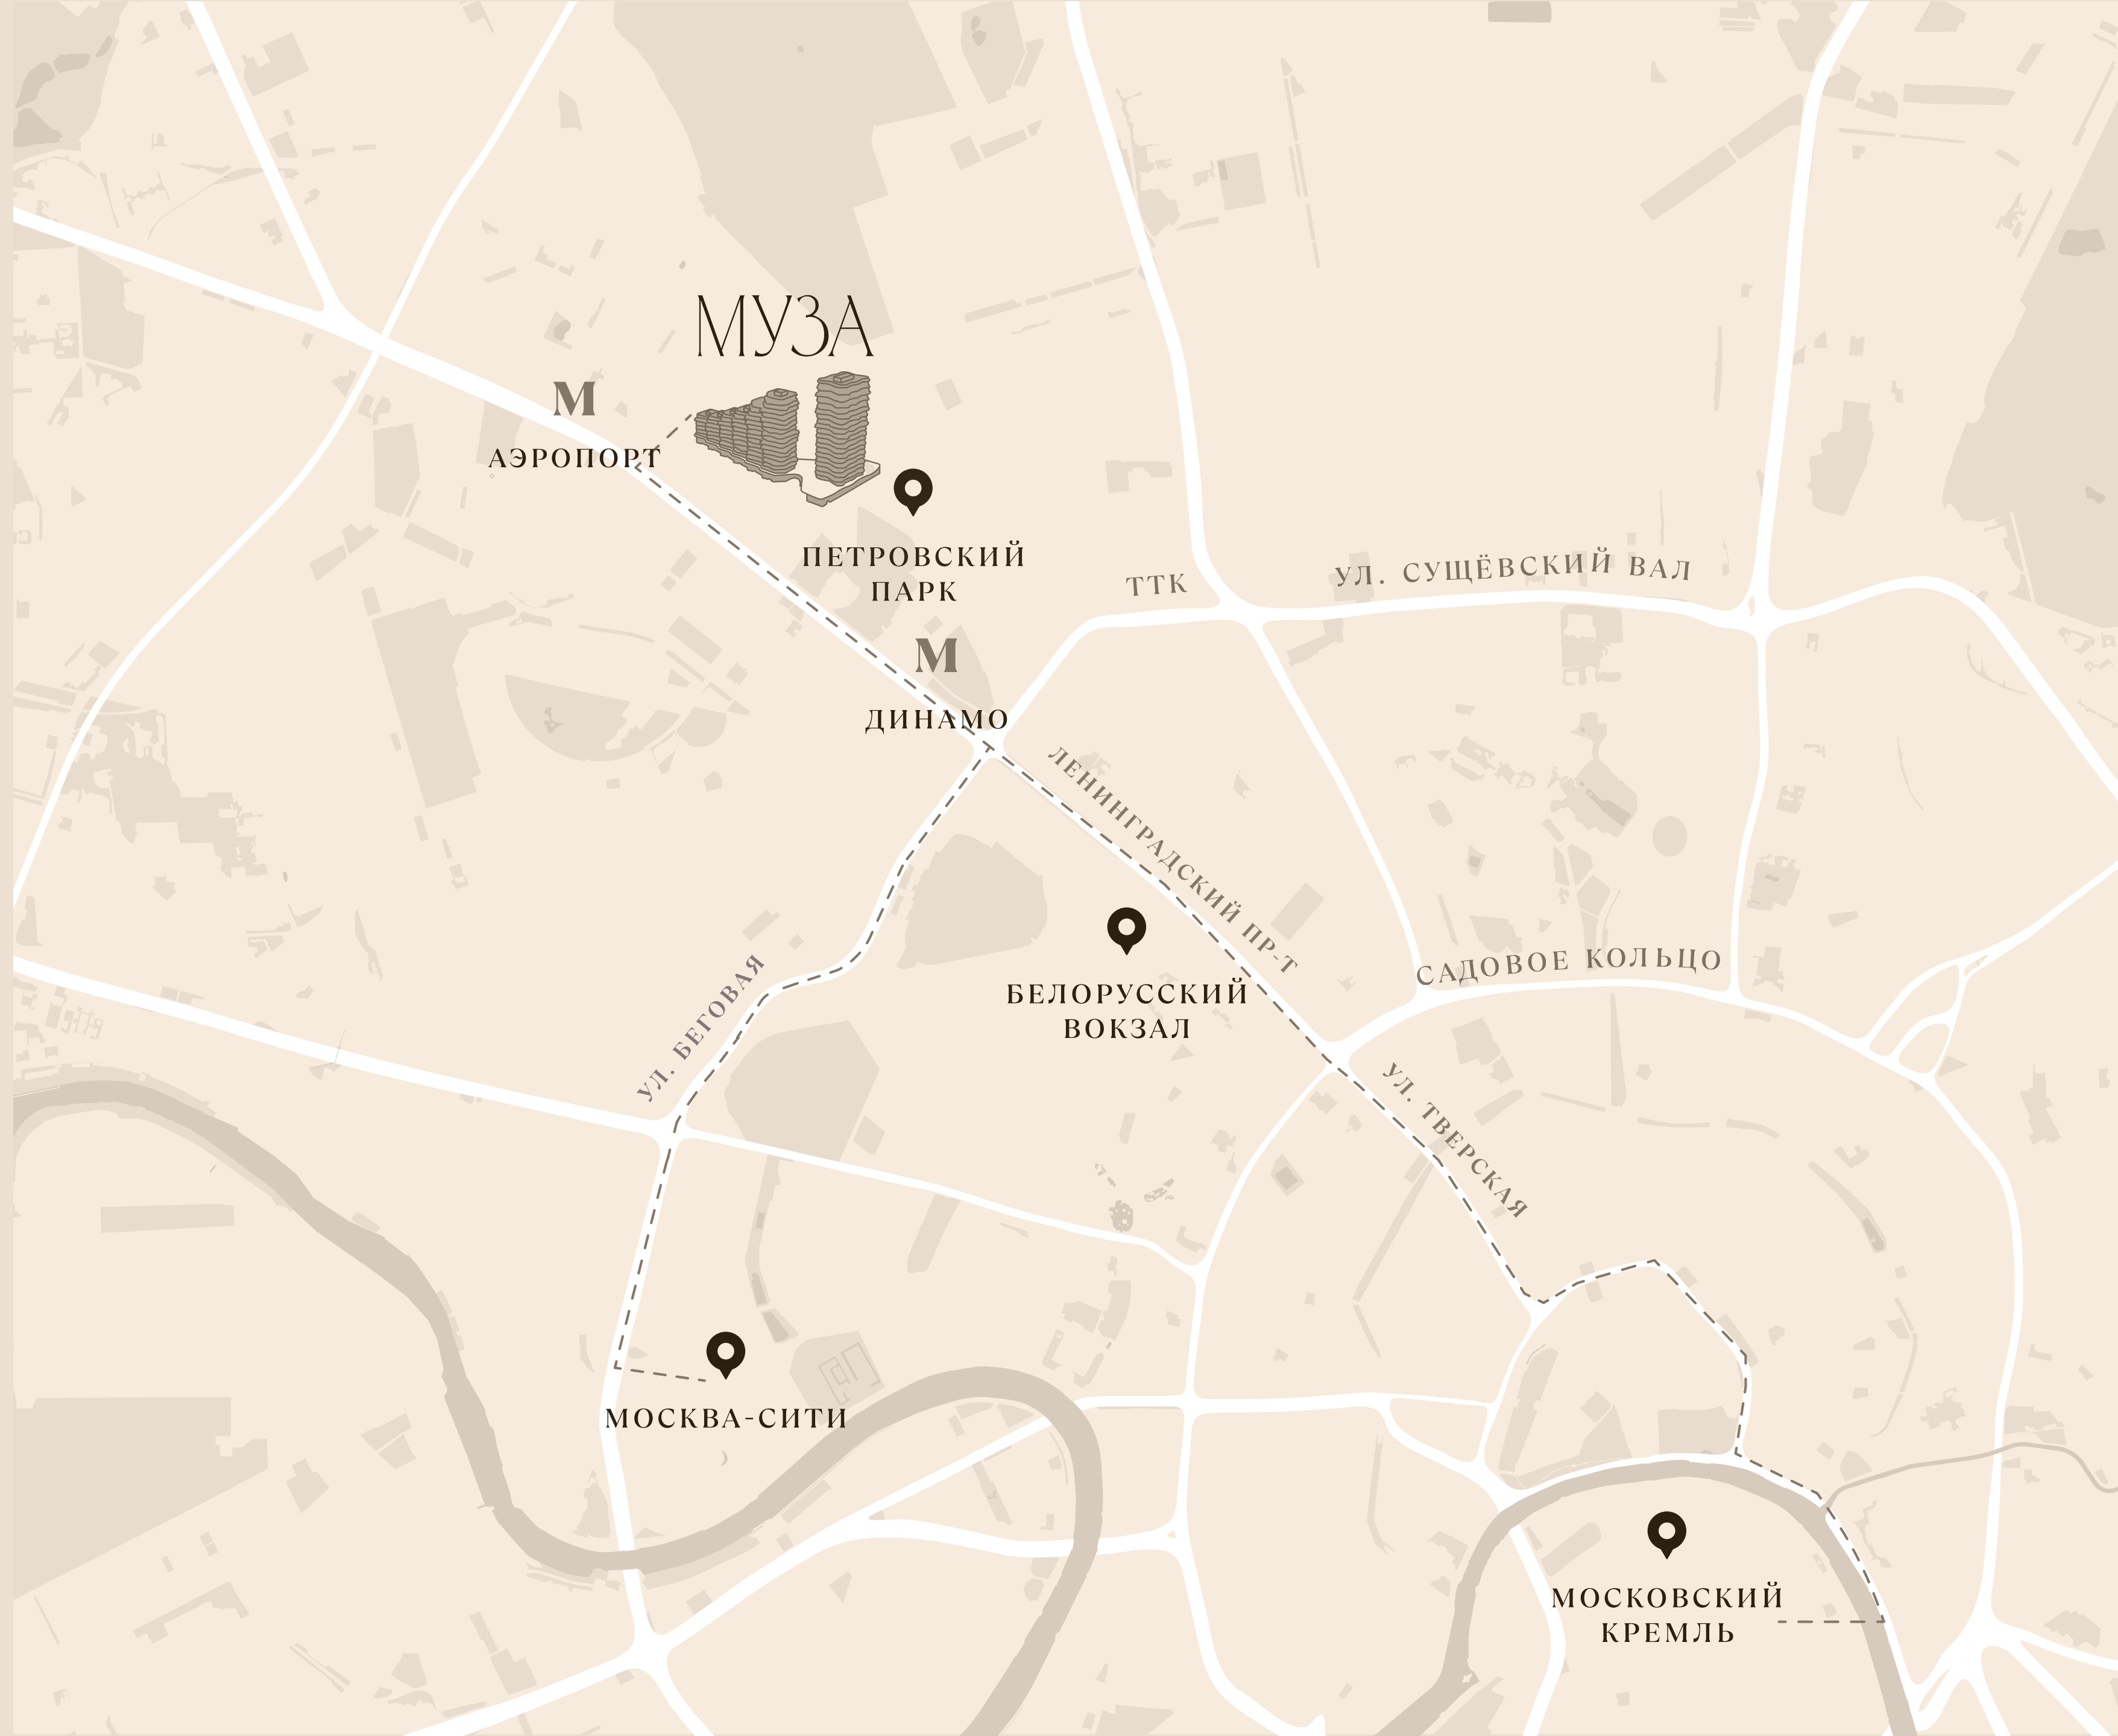 МУЗА
М
АЭРОПОРТ
ПЕТРОВСКИЙ
ПАРК
ТТК
УЛ. СУЩЁВСКИЙ ВАЛ
М
ДИНАМО
ЛЕНИНГРАДСКИЙ ПР-Т
БЕЛОРУССКИЙ
ВОКЗАЛ
САДОВОЕ КОЛЬЦО
УЛ. БЕГОВАЯ
УЛ. ТВЕРСКАЯ
МОСКВА-СИТИ
МОСКОВСКИЙ
КРЕМЛЬ